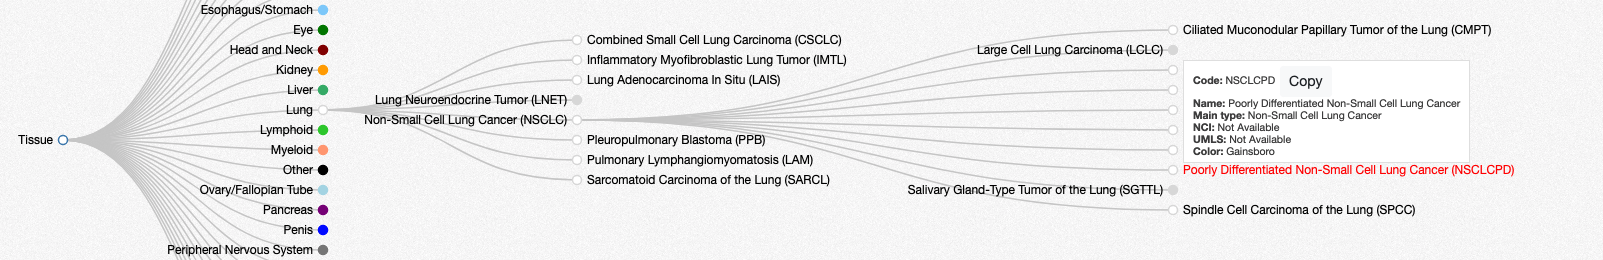 Esophagus/Stomach
Eye
Head and Neck
Kidney
Liver
Lung
Tissue
Lymphoid
Myeloid
Other
Ovary/Fallopian Tube
Pancreas
Penis
Peripheral Nervous System
Combined Small Cell Lung Carcinoma (CSCLC)
Inflammatory Myofibroblastic Lung Tumor (IMTL)
Lung Adenocarcinoma In Situ (LAIS)
Lung Neuroendocrine Tumor (LNET)
Non-Small Cell Lung Cancer (NSCLC)
Pleuropulmonary Blastoma (PPB)
Pulmonary Lymphangiomyomatosis (LAM)
Sarcomatoid Carcinoma of the Lung (SARCL)
Ciliated Muconodular Papillary Tumor of the Lung (CMPT)
Large Cell Lung Carcinoma (LCLC)
Code: NSCLCPD Copy
Name: Poorly Differentiated Non-Small Cell Lung Cancer
Main type: Non-Small Cell Lung Cancer
NCI: Not Available
UMLS: Not Available
Color: Gainsboro
Poorly Differentiated Non-Small Cell Lung Cancer (NSCLCPD)
Salivary Gland-Type Tumor of the Lung (SGTTL)
Spindle Cell Carcinoma of the Lung (SPCC)